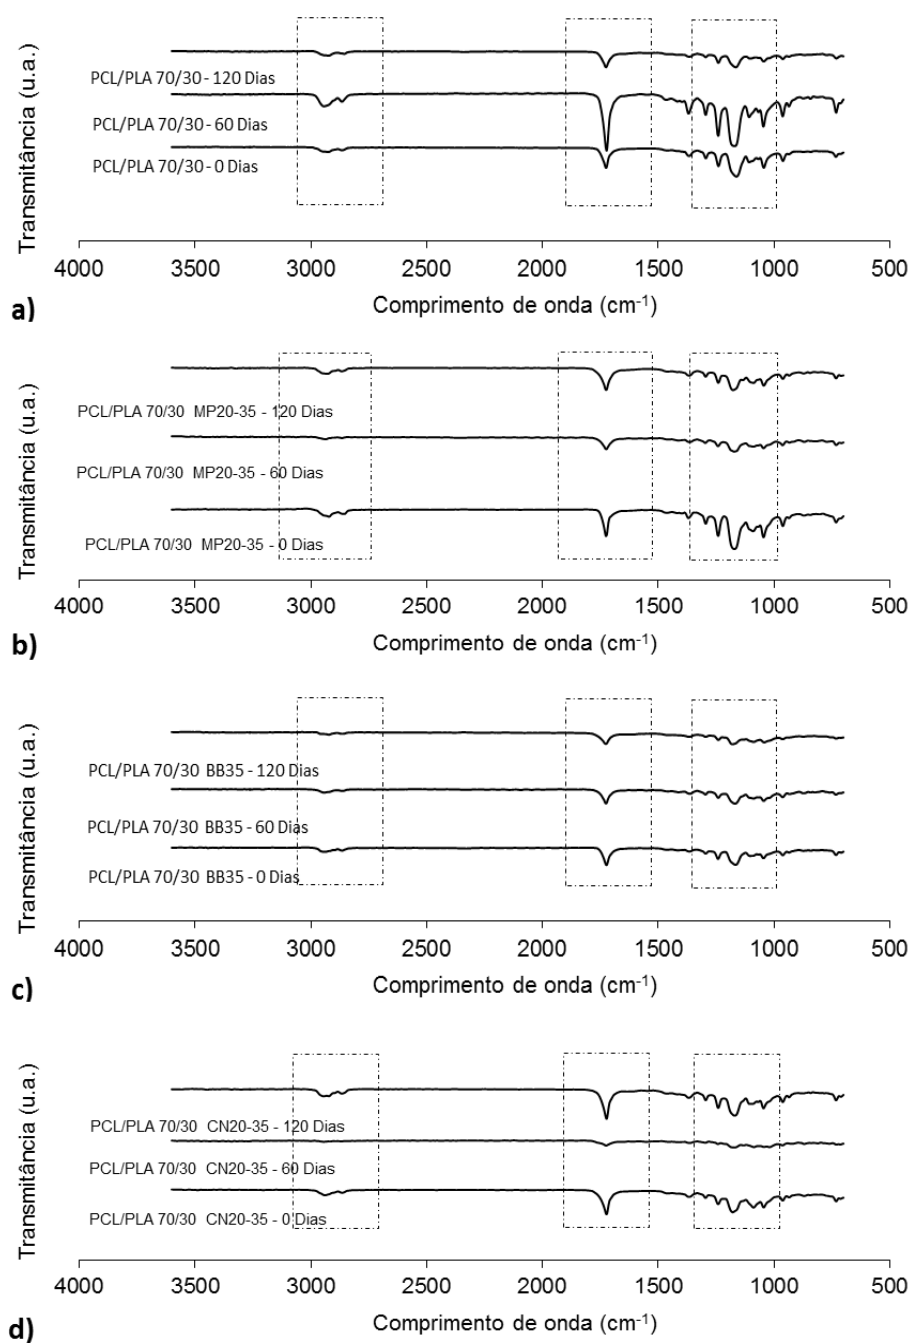 Transmitância (u.a.)
PCL/PLA 70/30 - 120 Dias
PCL/PLA 70/30 - 60 Dias
PCL/PLA 70/30 - 0 Dias
4000 3500 3000 2500 2000 1500 1000 500
Comprimento de onda (cm-1)
a)
Transmitância (u.a.)
PCL/PLA 70/30 MP20-35 - 120 Dias
PCL/PLA 70/30 MP20-35 - 60 Dias
PCL/PLA 70/30 MP20-35 - 0 Dias
4000 3500 3000 2500 2000 1500 1000 500
Comprimento de onda (cm-1)
b)
Transmitância (u.a.)
PCL/PLA 70/30 BB35 - 120 Dias
PCL/PLA 70/30 BB35 - 60 Dias
PCL/PLA 70/30 BB35 - 0 Dias
4000 3500 3000 2500 2000 1500 1000 500
Comprimento de onda (cm-1)
c)
Transmitância (u.a.)
PCL/PLA 70/30 CN20-35 - 120 Dias
PCL/PLA 70/30 CN20-35 - 60 Dias
PCL/PLA 70/30 CN20-35 - 0 Dias
4000 3500 3000 2500 2000 1500 1000 500
Comprimento de onda (cm-1)
d)